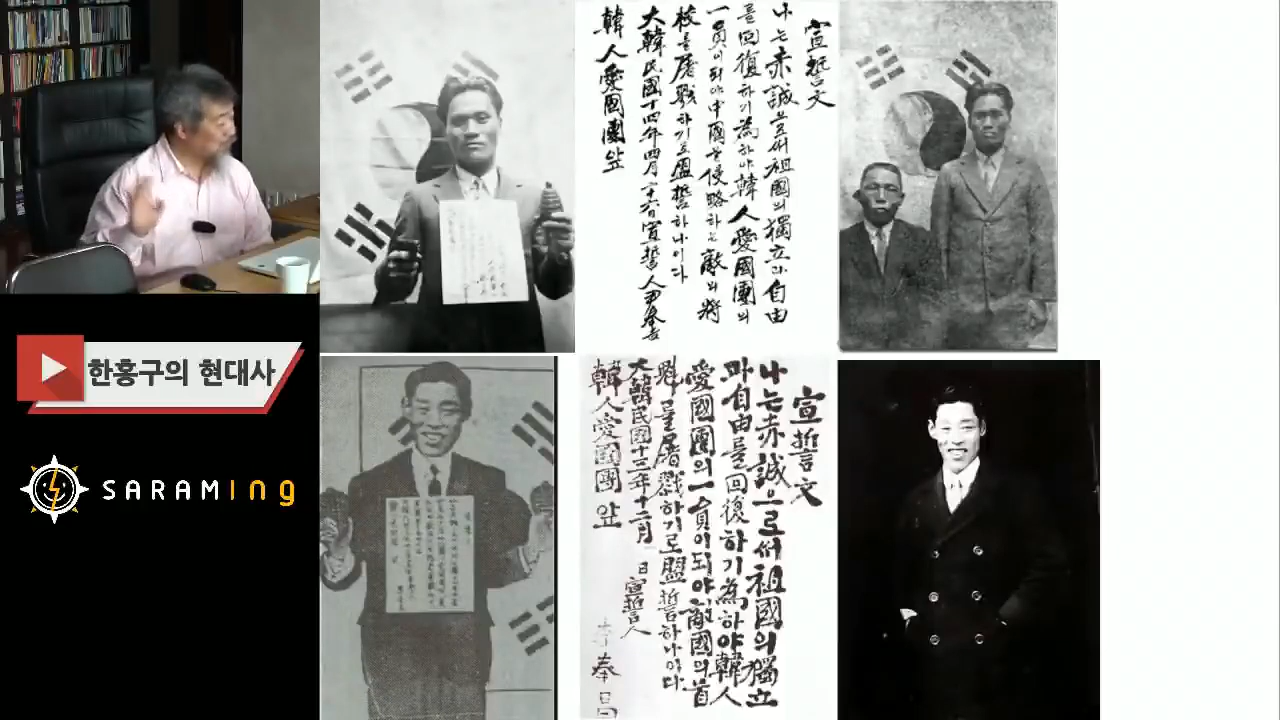 宣誓文
나는赤誠으로써祖國의獨立과自由
를回復하기爲하야韓人愛國團의
一員이되야中國을侵略하는敵의將
校를屠戮하기로盟誓하나이다
大韓民國十四年四月二十六日宣誓人尹奉吉
韓人愛國團앞
한홍구의 현대사
SARAMing
宣誓文
나는赤誠으로써祖國의獨立
과自由를回復하기爲하야韓人
愛國團의一員이되야敵國의首
魁를屠戮하기로盟誓하나이다
大韓民國十三年十二月 日 宣誓人 李奉昌
韓人愛國團앞